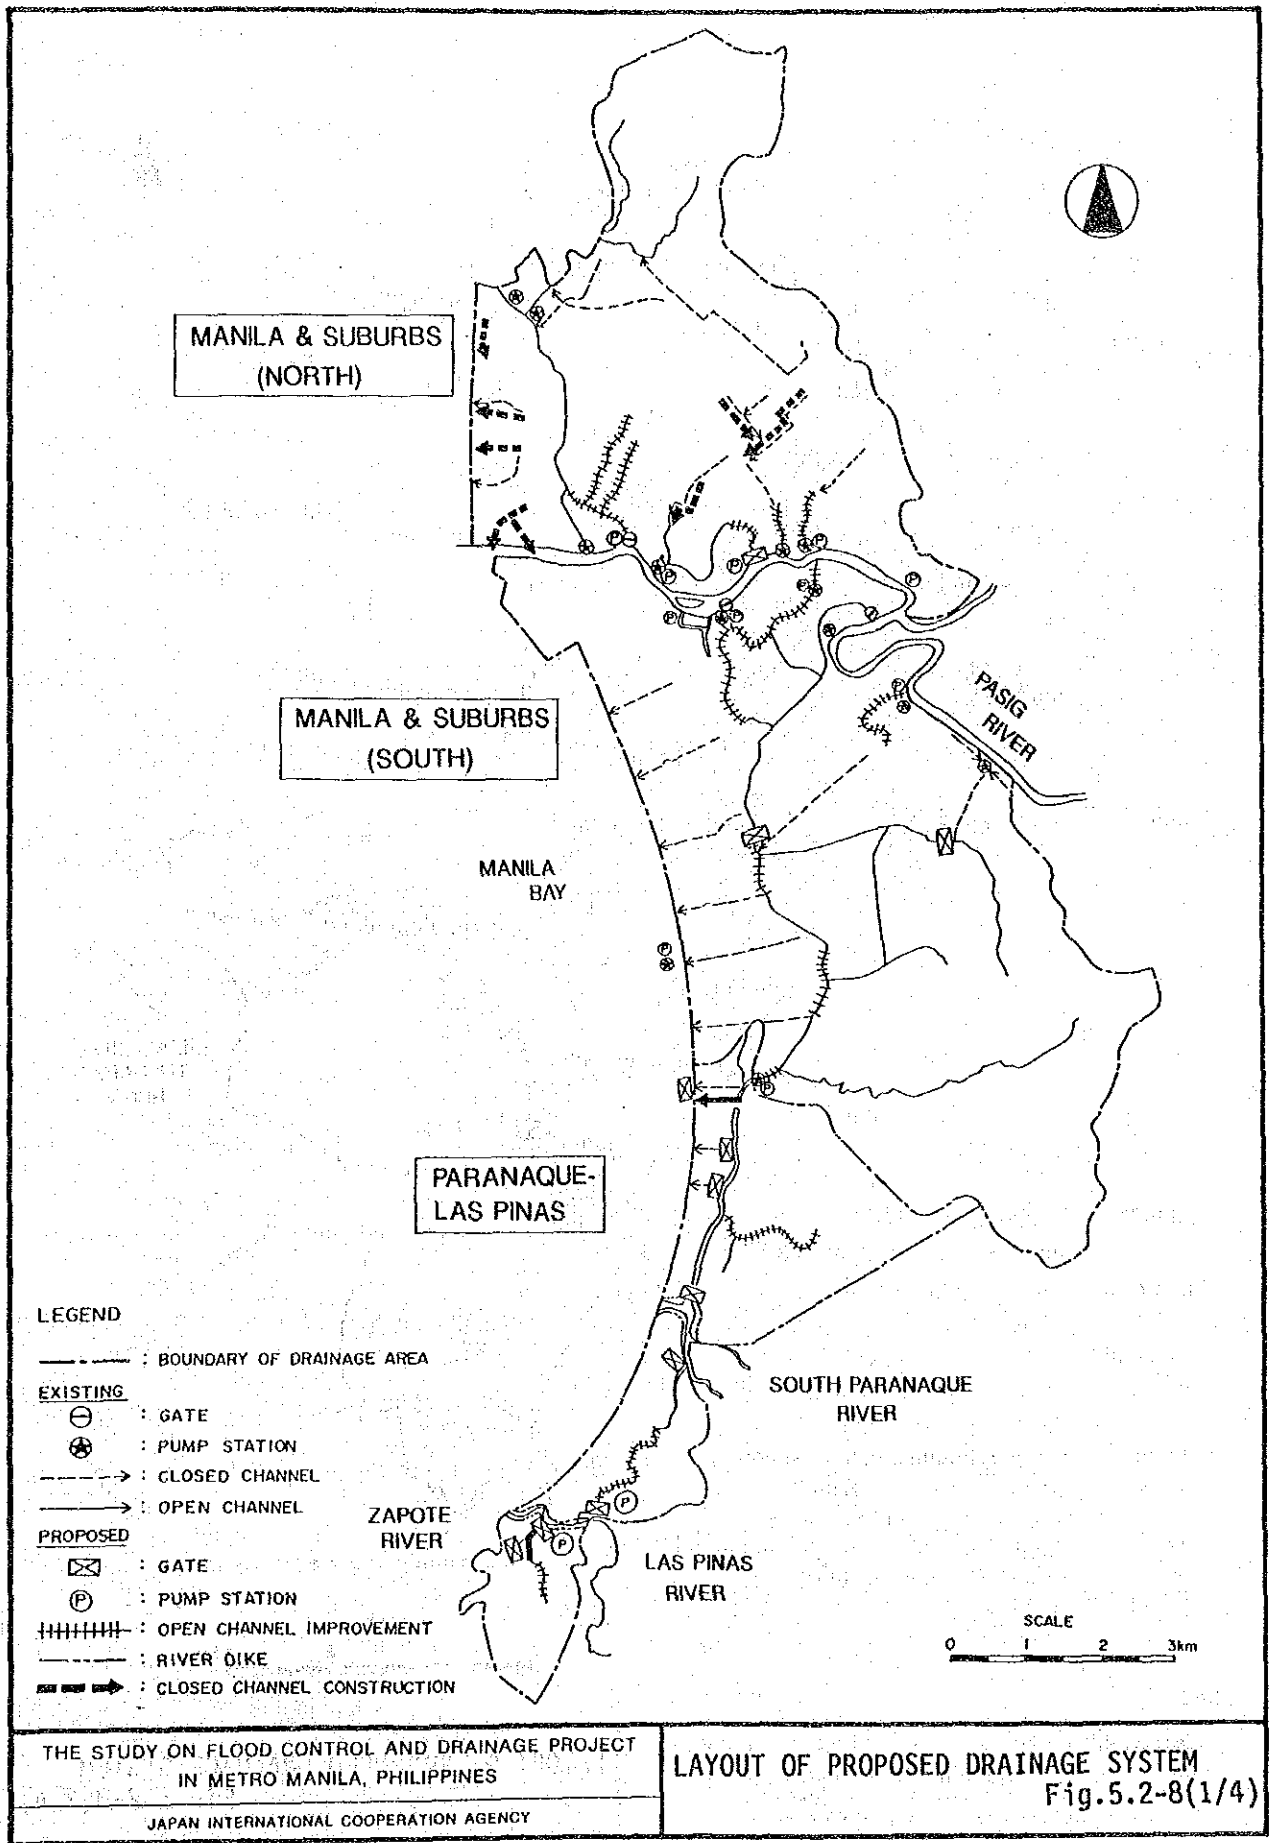 MANILA & SUBURBS
(NORTH)
MANILA & SUBURBS
(SOUTH)
PASIG
RIVER
MANILA
BAY
PARANAQUE-
LAS PINAS
SOUTH PARANAQUE
RIVER
ZAPOTE
RIVER
LAS PINAS
RIVER
LEGEND
: BOUNDARY OF DRAINAGE AREA
EXISTING
: GATE
: PUMP STATION
: CLOSED CHANNEL
: OPEN CHANNEL
PROPOSED
: GATE
P : PUMP STATION
: OPEN CHANNEL IMPROVEMENT
: RIVER DIKE
: CLOSED CHANNEL CONSTRUCTION
SCALE
0 1 2 3km
THE STUDY ON FLOOD CONTROL AND DRAINAGE PROJECT
IN METRO MANILA, PHILIPPINES
JAPAN INTERNATIONAL COOPERATION AGENCY
LAYOUT OF PROPOSED DRAINAGE SYSTEM
Fig.5.2-8(1/4)